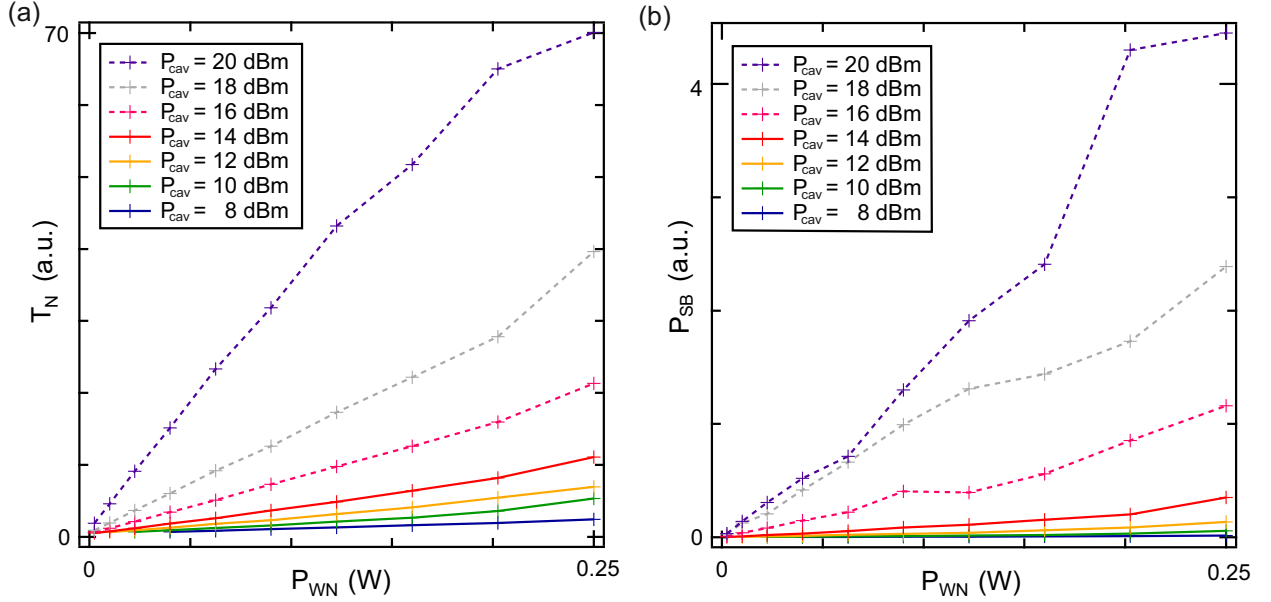 (a)
70
P_cav = 20 dBm
P_cav = 18 dBm
P_cav = 16 dBm
P_cav = 14 dBm
P_cav = 12 dBm
P_cav = 10 dBm
P_cav = 8 dBm
T_N (a.u.)
0
0
0.25
P_WN (W)
(b)
4
P_cav = 20 dBm
P_cav = 18 dBm
P_cav = 16 dBm
P_cav = 14 dBm
P_cav = 12 dBm
P_cav = 10 dBm
P_cav = 8 dBm
P_SB (a.u.)
0
0
0.25
P_WN (W)